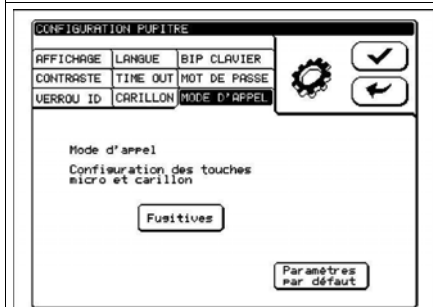 CONFIGURATION PUPITRE
AFFICHAGE LANGUE BIP CLAVIER
CONTRASTE TIME OUT MOT DE PASSE
VERROU ID CARILLON MODE D'APPEL
Mode d'appel
Configuration des touches
micro et carillon
Fugitives
Paramètres
par défaut